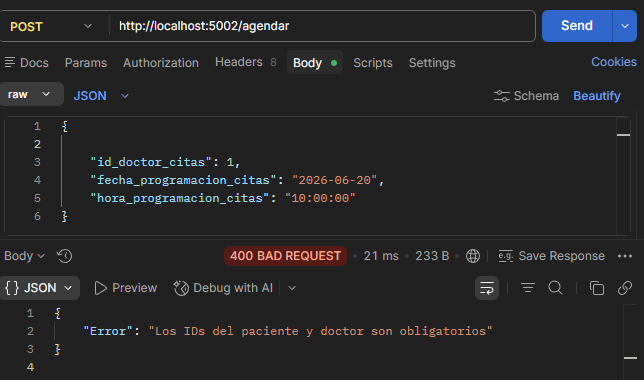 POST http://localhost:5002/agendar Send
Docs Params Authorization Headers 8 Body Scripts Settings Cookies
raw JSON Schema Beautify
1 {
2
3 "id_doctor_citas": 1,
4 "fecha_programacion_citas": "2026-06-20",
5 "hora_programacion_citas": "10:00:00"
6 }
Body 400 BAD REQUEST • 21 ms • 233 B • e.g. Save Response
{} JSON Preview Debug with AI
1 {
2 "Error": "Los IDs del paciente y doctor son obligatorios"
3 }
4